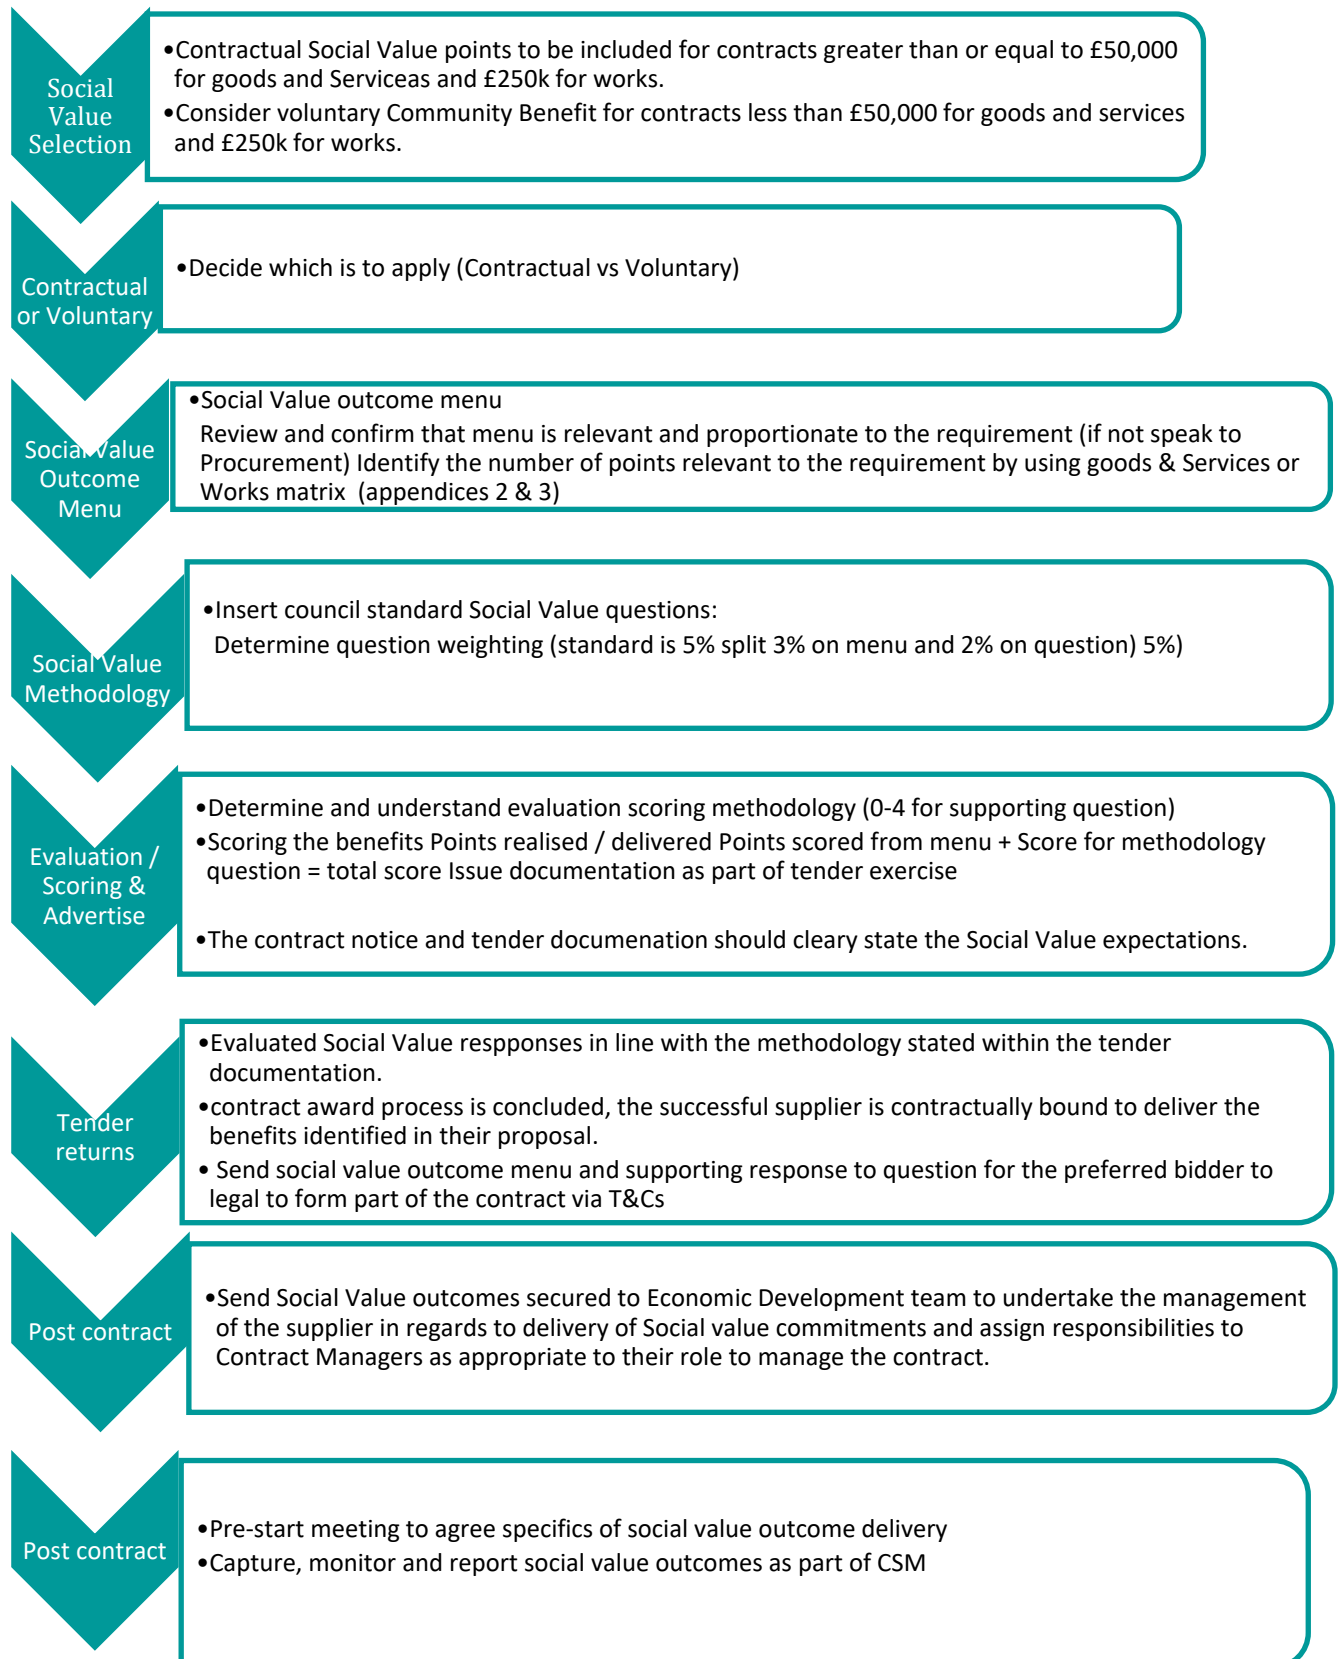 Social
Value
Selection
•Contractual Social Value points to be included for contracts greater than or equal to £50,000
for goods and Serviceas and £250k for works.
•Consider voluntary Community Benefit for contracts less than £50,000 for goods and services
and £250k for works.
Contractual
or Voluntary
•Decide which is to apply (Contractual vs Voluntary)
Social Value
Outcome
Menu
•Social Value outcome menu
Review and confirm that menu is relevant and proportionate to the requirement (if not speak to
Procurement) Identify the number of points relevant to the requirement by using goods & Services or
Works matrix (appendices 2 & 3)
Social Value
Methodology
•Insert council standard Social Value questions:
Determine question weighting (standard is 5% split 3% on menu and 2% on question) 5%)
Evaluation /
Scoring &
Advertise
•Determine and understand evaluation scoring methodology (0-4 for supporting question)
•Scoring the benefits Points realised / delivered Points scored from menu + Score for methodology
question = total score Issue documentation as part of tender exercise
•The contract notice and tender documenation should cleary state the Social Value expectations.
Tender
returns
•Evaluated Social Value respponses in line with the methodology stated within the tender
documentation.
•contract award process is concluded, the successful supplier is contractually bound to deliver the
benefits identified in their proposal.
• Send social value outcome menu and supporting response to question for the preferred bidder to
legal to form part of the contract via T&Cs
Post contract
•Send Social Value outcomes secured to Economic Development team to undertake the management
of the supplier in regards to delivery of Social value commitments and assign responsibilities to
Contract Managers as appropriate to their role to manage the contract.
Post contract
•Pre-start meeting to agree specifics of social value outcome delivery
•Capture, monitor and report social value outcomes as part of CSM